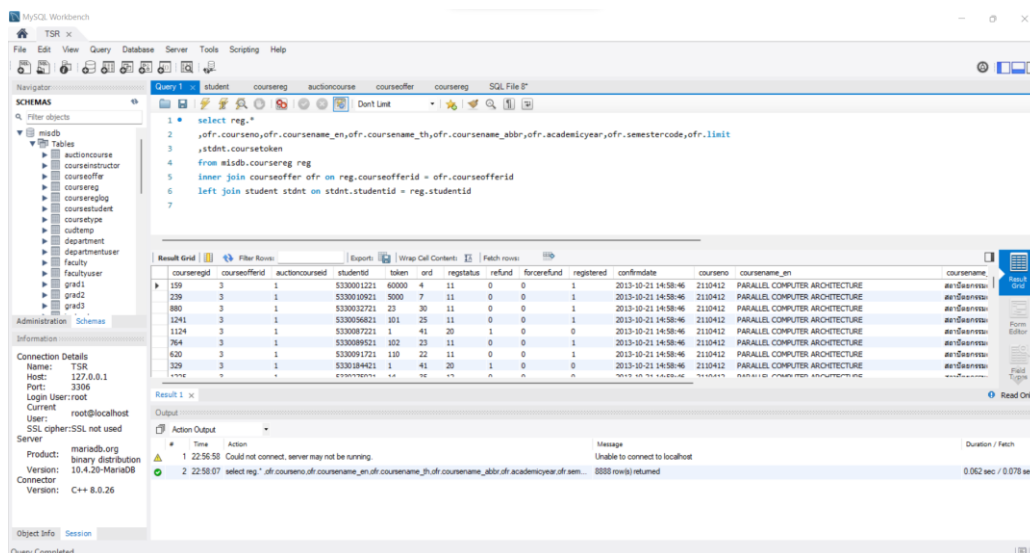 MySQL Workbench
TSR
File Edit View Query Database Server Tools Scripting Help
Navigator
SCHEMAS
Filter objects
misdb
Tables
auctioncourse
courseinstructor
courseoffer
coursereg
coursereglog
coursestudent
coursetype
cudtemp
department
departmentuser
faculty
facultyuser
grad1
grad2
grad3
Administration Schemas
Information
Connection Details
Name: TSR
Host: 127.0.0.1
Port: 3306
Login User: root
Current User: root@localhost
SSL cipher: SSL not used
Server
Product: mariadb.org binary distribution
Version: 10.4.20-MariaDB
Connector
Version: C++ 8.0.26
Object Info Session
Query Completed
Query 1 student coursereg auctioncourse courseoffer coursereg SQL File 8*
Don't Limit
1 select reg.*
2 ,ofr.courseno,ofr.coursename_en,ofr.coursename_th,ofr.coursename_abbr,ofr.academicyear,ofr.semestercode,ofr.limit
3 ,stdnt.coursetoken
4 from misdb.coursereg reg
5 inner join courseoffer ofr on reg.courseofferid = ofr.courseofferid
6 left join student stdnt on stdnt.studentid = reg.studentid
7
Result Grid Filter Rows: Export: Wrap Cell Content: Fetch rows:
courseregid courseofferid auctioncourseid studentid token ord regstatus refund forcerefund registered confirmdate courseno coursename_en coursename_
159 3 1 5330001221 60000 4 11 0 0 1 2013-10-21 14:58:46 2110412 PARALLEL COMPUTER ARCHITECTURE
239 3 1 5330010921 5000 7 11 0 0 1 2013-10-21 14:58:46 2110412 PARALLEL COMPUTER ARCHITECTURE
880 3 1 5330032721 23 30 11 0 0 1 2013-10-21 14:58:46 2110412 PARALLEL COMPUTER ARCHITECTURE
1241 3 1 5330056821 101 25 11 0 0 1 2013-10-21 14:58:46 2110412 PARALLEL COMPUTER ARCHITECTURE
1124 3 1 5330087221 1 41 20 1 0 0 2013-10-21 14:58:46 2110412 PARALLEL COMPUTER ARCHITECTURE
764 3 1 5330089521 102 23 11 0 0 1 2013-10-21 14:58:46 2110412 PARALLEL COMPUTER ARCHITECTURE
620 3 1 5330091721 110 22 11 0 0 1 2013-10-21 14:58:46 2110412 PARALLEL COMPUTER ARCHITECTURE
329 3 1 5330184421 1 41 20 1 0 0 2013-10-21 14:58:46 2110412 PARALLEL COMPUTER ARCHITECTURE
Result Grid
Form Editor
Field Types
Result 1
Read On
Output
Action Output
# Time Action Message Duration / Fetch
1 22:56:58 Could not connect, server may not be running. Unable to connect to localhost
2 22:58:07 select reg.* ,ofr.courseno,ofr.coursename_en,ofr.coursename_th,ofr.coursename_abbr,ofr.academicyear,ofr.sem... 8888 row(s) returned 0.062 sec / 0.078 se